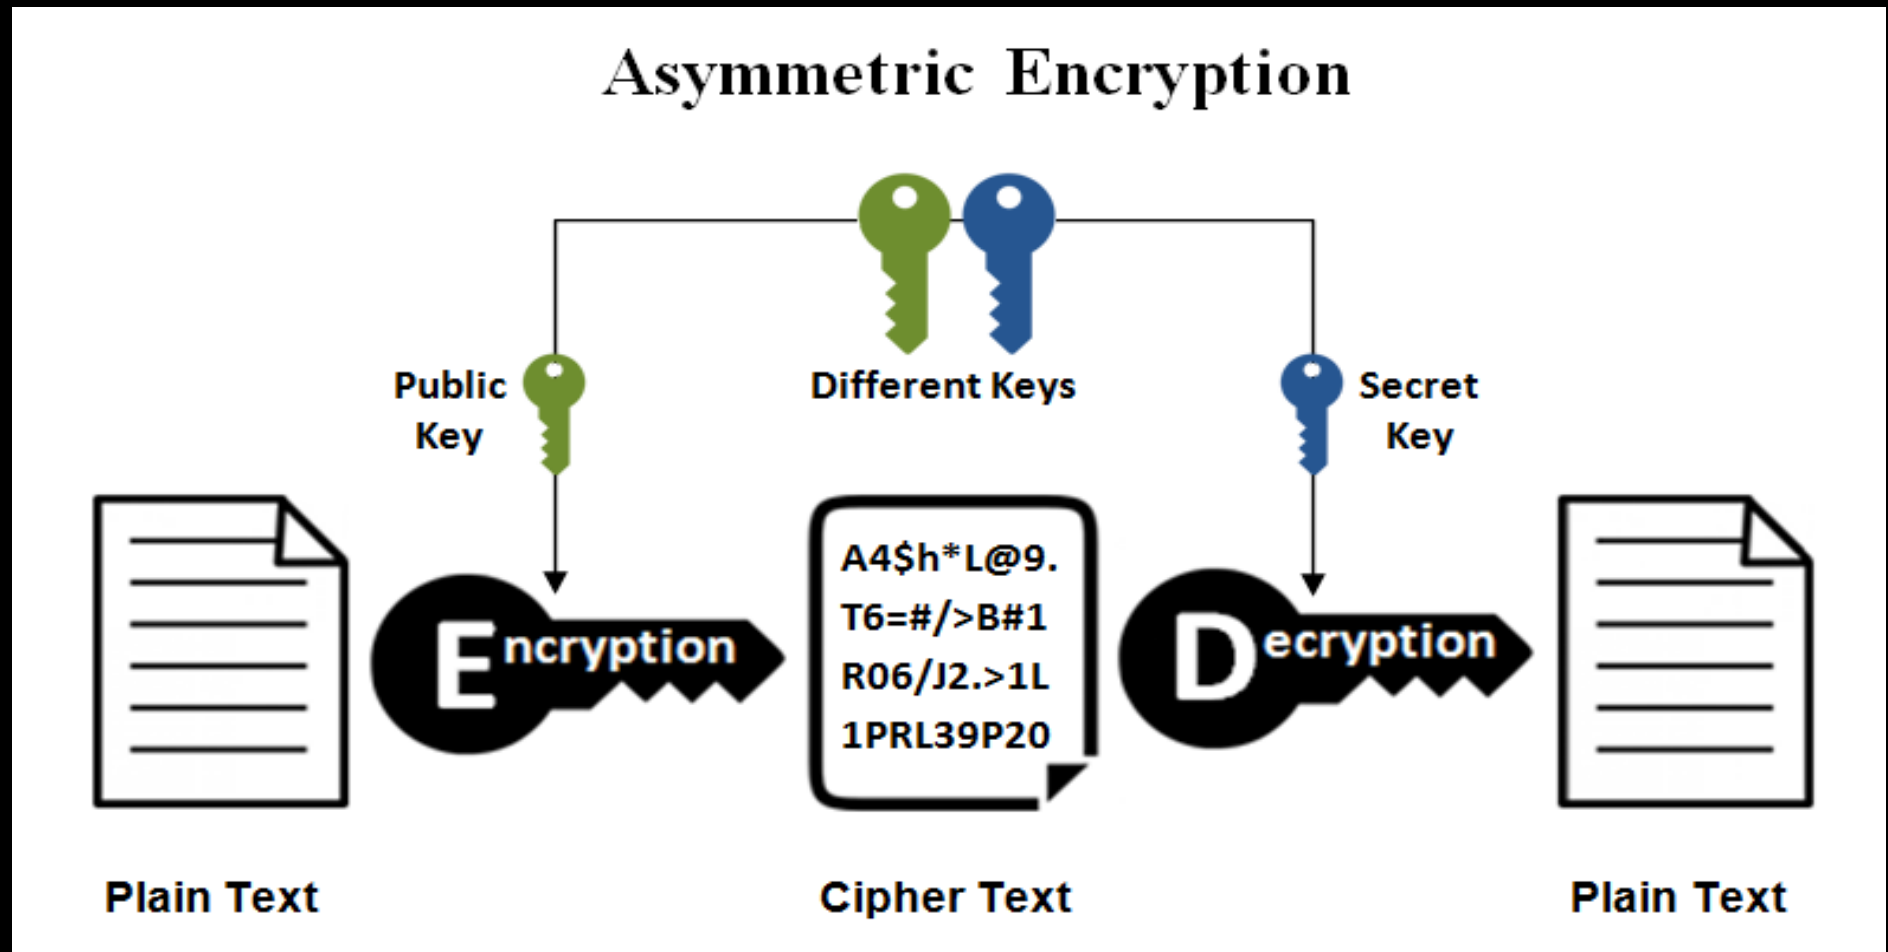 Asymmetric Encryption
Different Keys
Public
Key
Secret
Key
Encryption
A4$h*L@9.
T6=#/>B#1
R06/J2.>1L
1PRL39P20
Decryption
Plain Text
Cipher Text
Plain Text